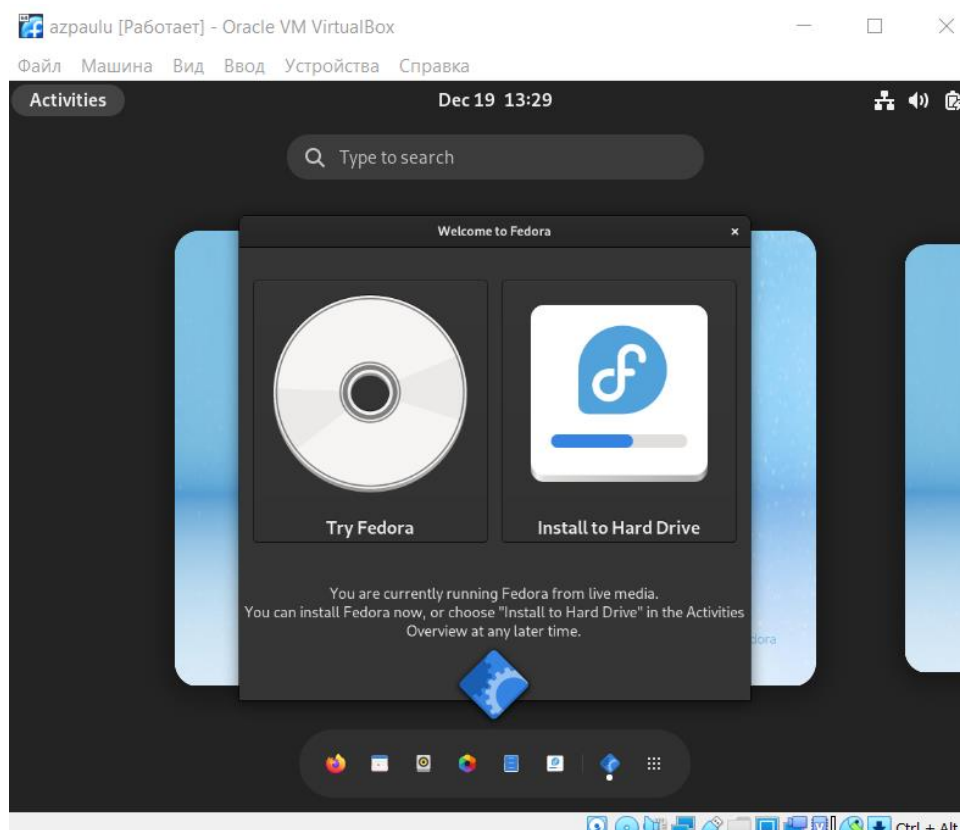 azpaulu [Работает] - Oracle VM VirtualBox
Файл Машина Вид Ввод Устройства Справка
Activities
Dec 19 13:29
Type to search
Welcome to Fedora
Try Fedora
Install to Hard Drive
You are currently running Fedora from live media.
You can install Fedora now, or choose "Install to Hard Drive" in the Activities
Overview at any later time.
dora
Ctrl + Alt